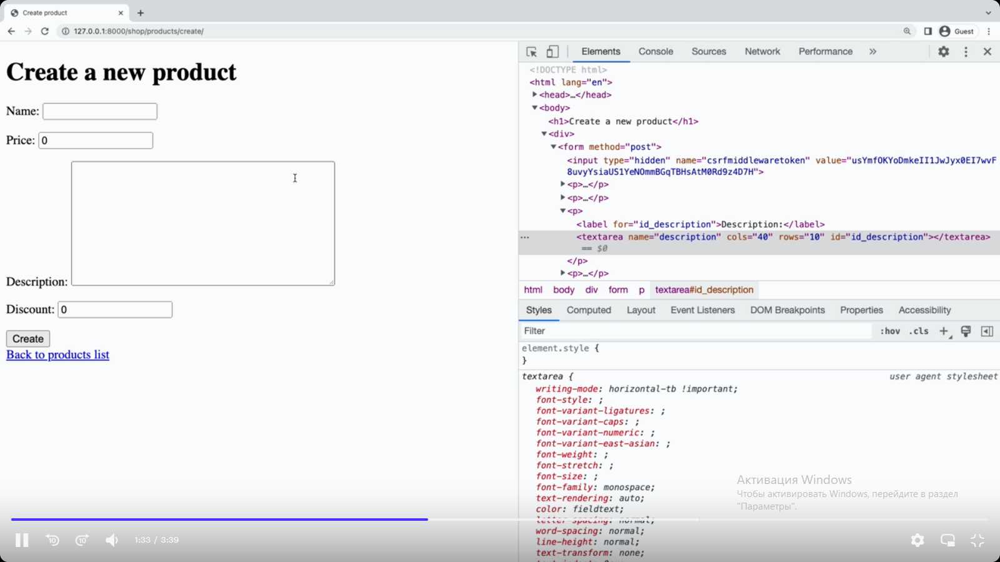 Create product
127.0.0.1:8000/shop/products/create/
Guest
Create a new product
Name:
Price: 0
Description:
Discount: 0
Create
Back to products list
Elements Console Sources Network Performance »
<!DOCTYPE html>
<html lang="en">
<head>…</head>
<body>
<h1>Create a new product</h1>
<div>
<form method="post">
<input type="hidden" name="csrfmiddlewaretoken" value="usYmfOKYoDmkeII1JwJyx0EI7wvF
8uvyYsiaUS1YeNOmmBGqTBHsAtM0Rd9z4D7H">
<p>…</p>
<p>…</p>
<p>
<label for="id_description">Description:</label>
<textarea name="description" cols="40" rows="10" id="id_description"></textarea>
== $0
</p>
<p>…</p>
html body div form p textarea#id_description
Styles Computed Layout Event Listeners DOM Breakpoints Properties Accessibility
Filter :hov .cls
element.style {
}
textarea { user agent stylesheet
writing-mode: horizontal-tb !important;
font-style: ;
font-variant-ligatures: ;
font-variant-caps: ;
font-variant-numeric: ;
font-variant-east-asian: ;
font-weight: ;
font-stretch: ;
font-size: ;
font-family: monospace;
text-rendering: auto;
color: fieldtext;
letter-spacing: normal;
word-spacing: normal;
line-height: normal;
text-transform: none;
Активация Windows
Чтобы активировать Windows, перейдите в раздел
"Параметры".
10 10 1:33 / 3:39